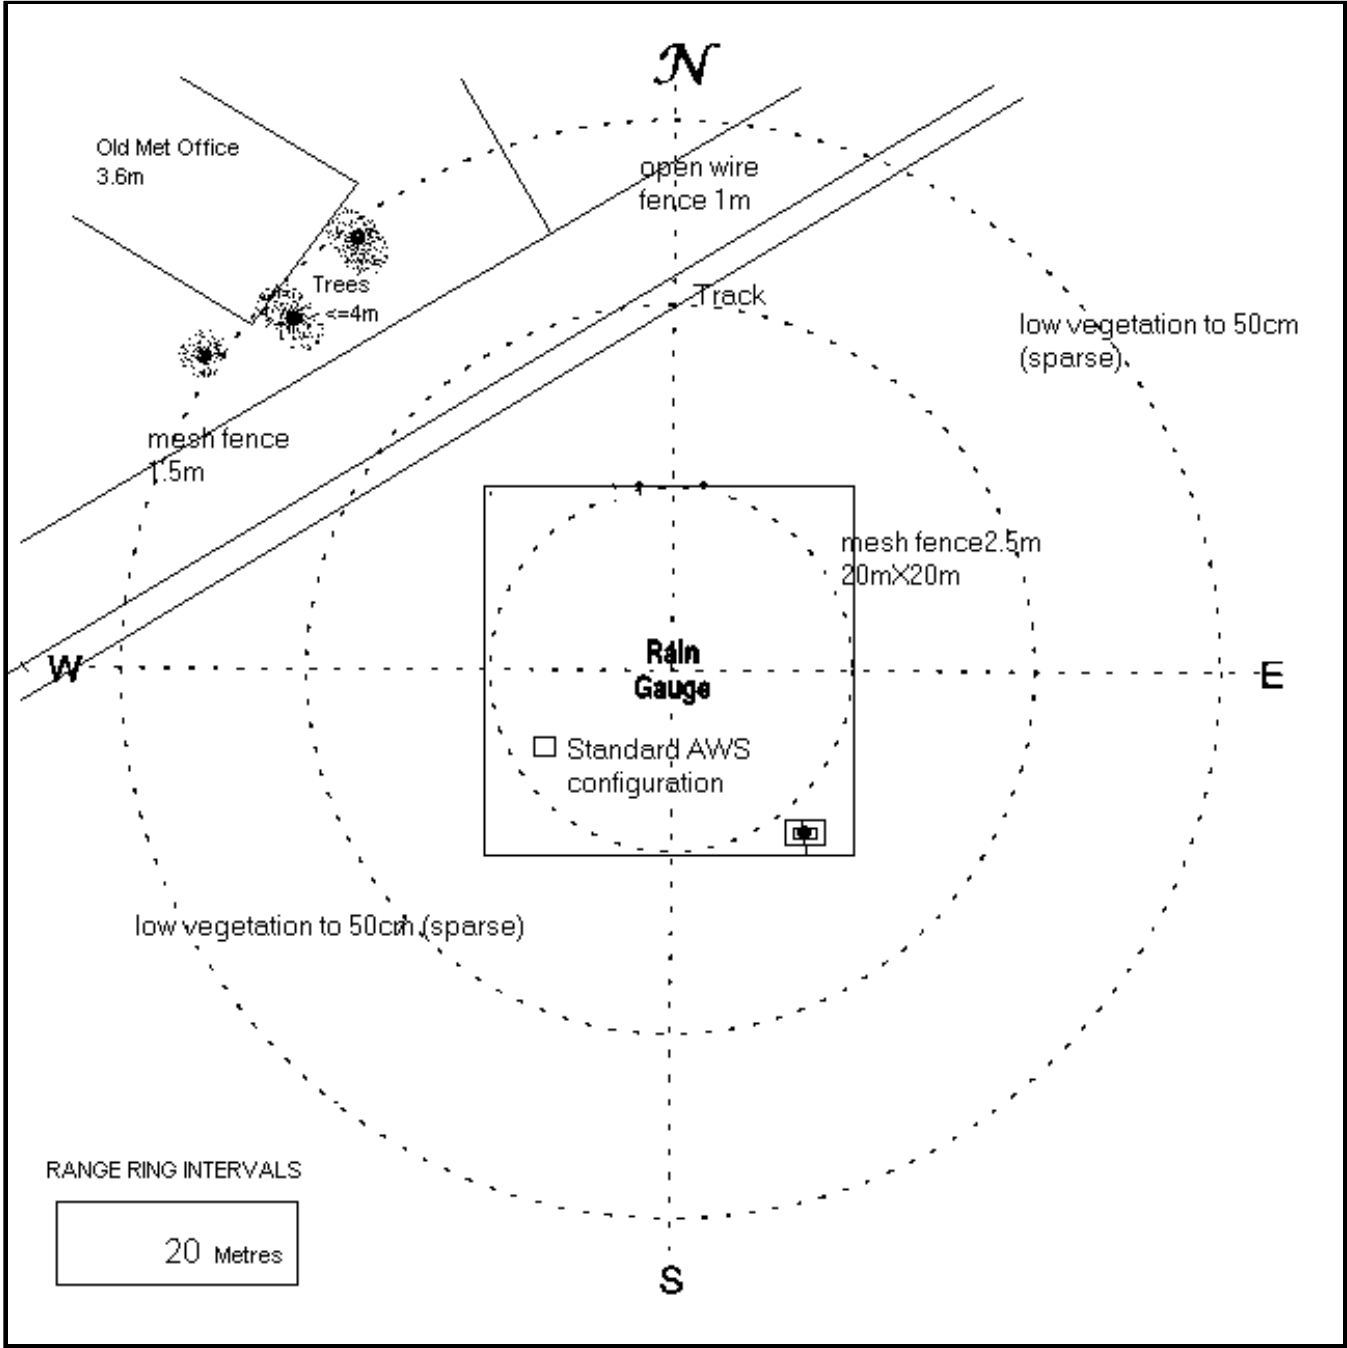 N
Old Met Office
3.6m
open wire
fence 1m
Trees
<=4m
Track
low vegetation to 50cm
(sparse)
mesh fence
1.5m
mesh fence2.5m
20mX20m
Rain
Gauge
W
E
Standard AWS
configuration
low vegetation to 50cm (sparse)
RANGE RING INTERVALS
20 Metres
S